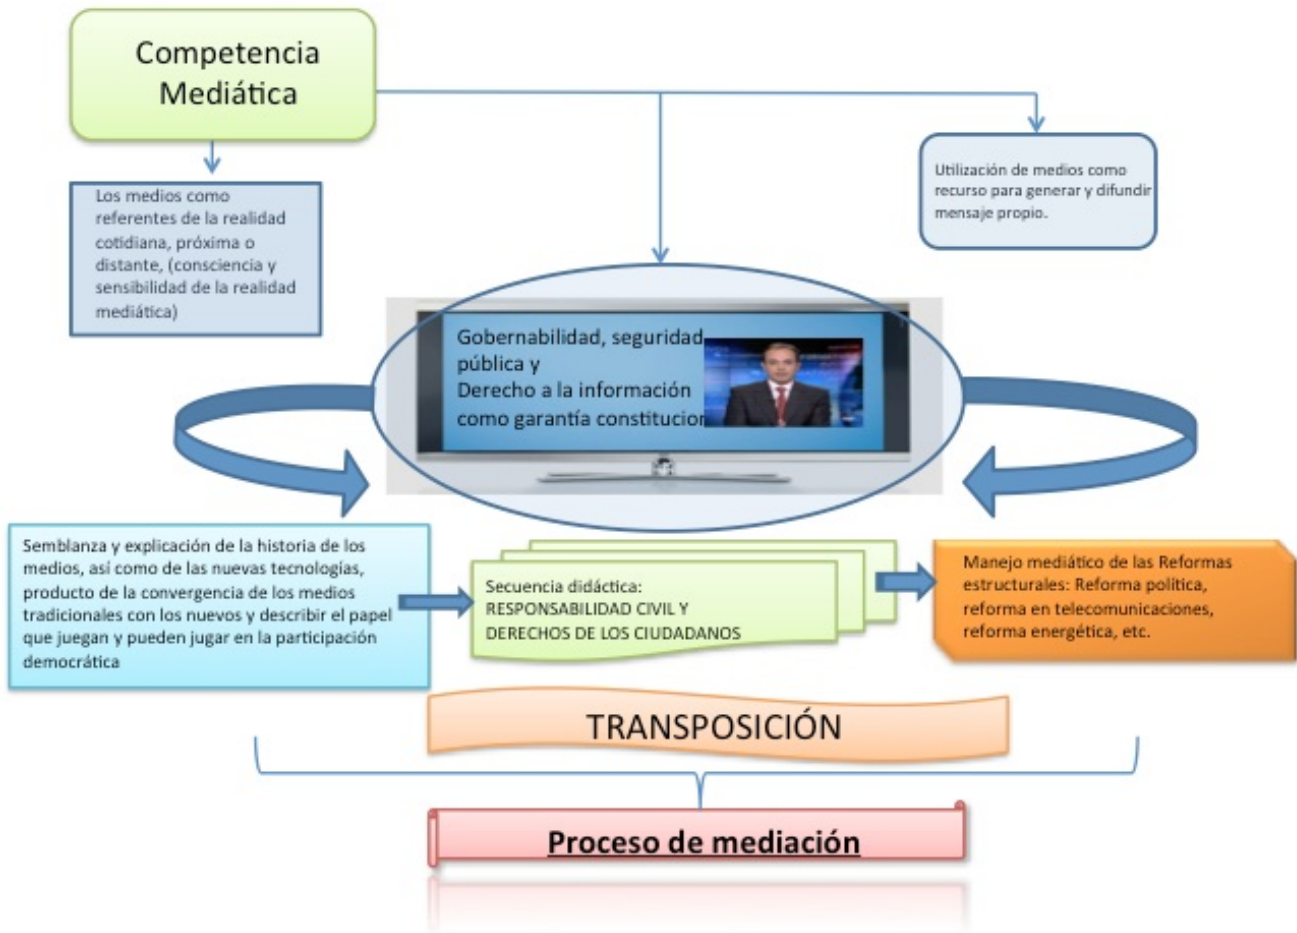 Competencia
Mediática
Los medios como
referentes de la realidad
cotidiana, próxima o
distante, (consciencia y
sensibilidad de la realidad
mediática)
Utilización de medios como
recurso para generar y difundir
mensaje propio.
Gobernabilidad, seguridad
pública y
Derecho a la información
como garantía
Semblanza y explicación de la historia de los
medios, así como de las nuevas tecnologías,
producto de la convergencia de los medios
tradicionales con los nuevos y describir el papel
que juegan y pueden jugar en la participación
democrática
Secuencia didáctica:
RESPONSABILIDAD CIVIL Y
DERECHOS DE LOS CIUDADANOS
Manejo mediático de las Reformas
estructurales: Reforma política,
reforma en telecomunicaciones,
reforma energética, etc.
TRANSPOSICIÓN
Proceso de mediación